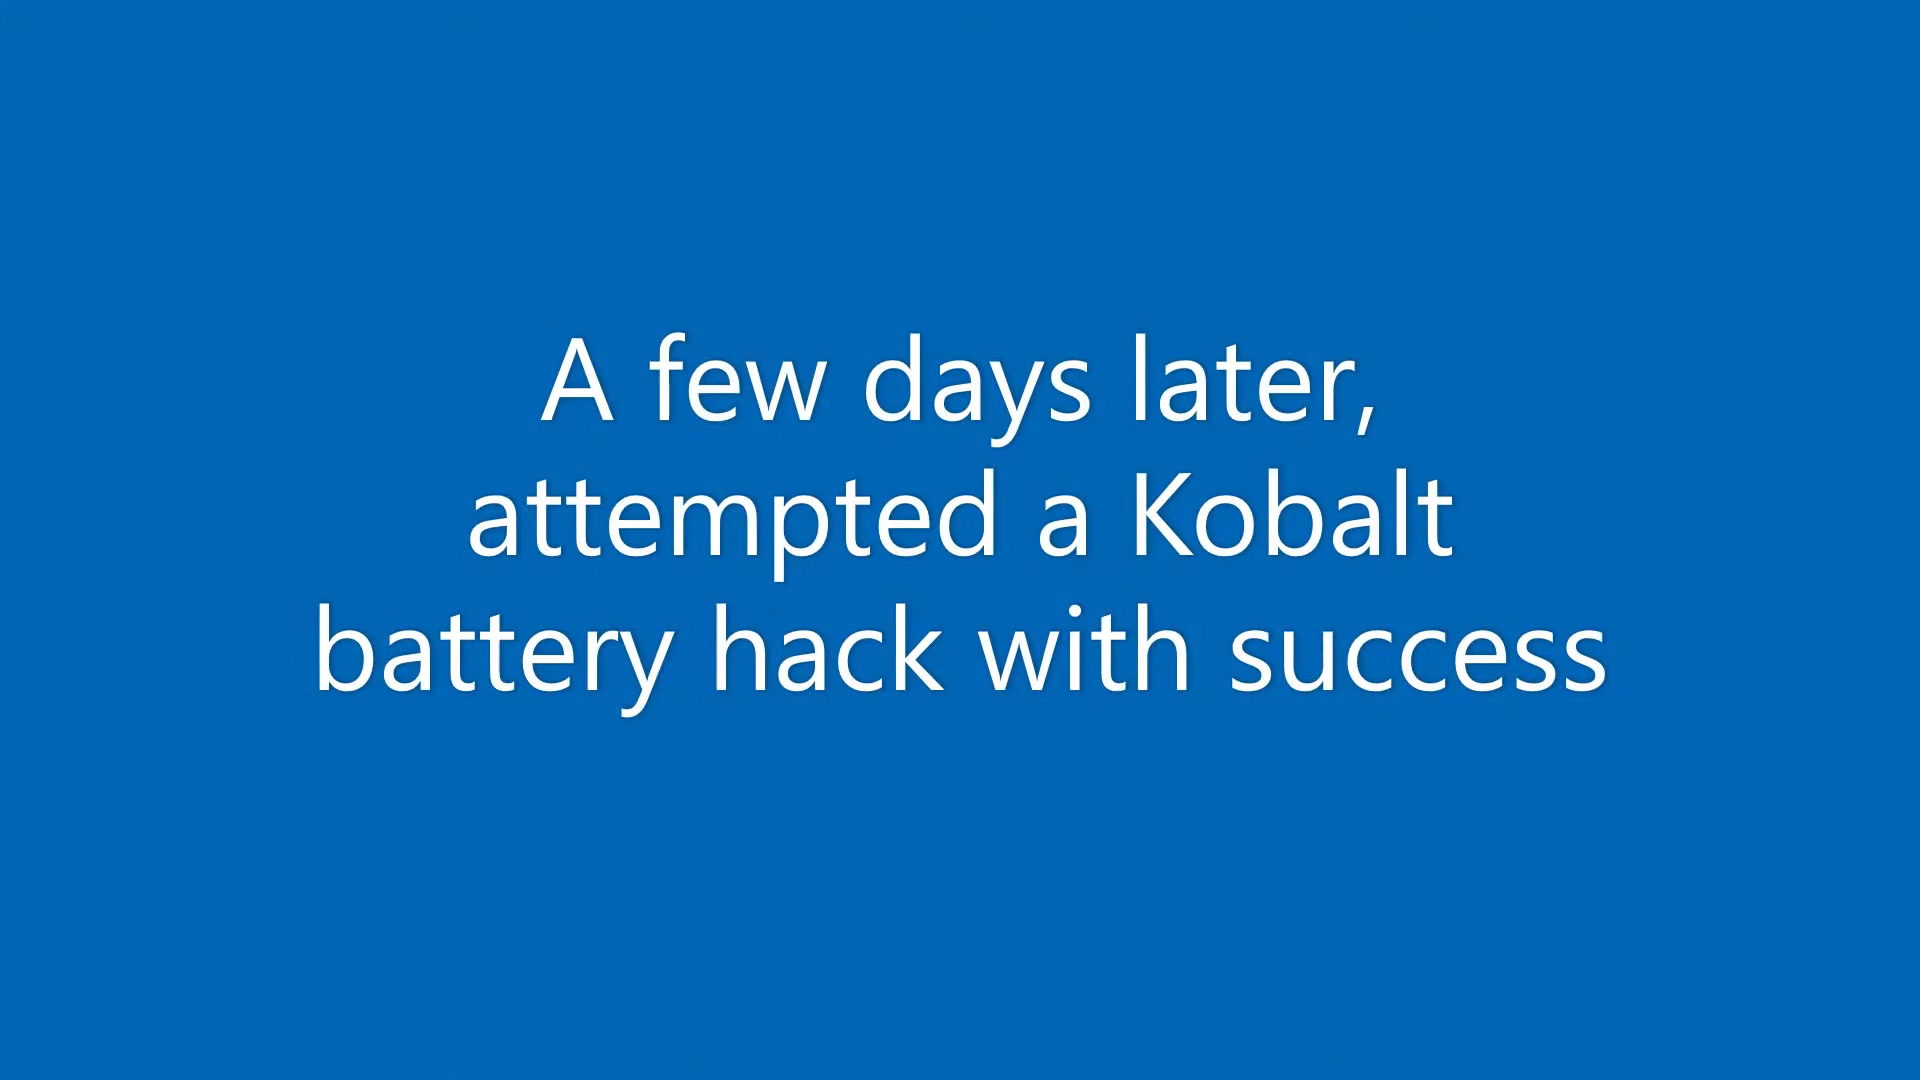 A few days later,
attempted a Kobalt
battery hack with success